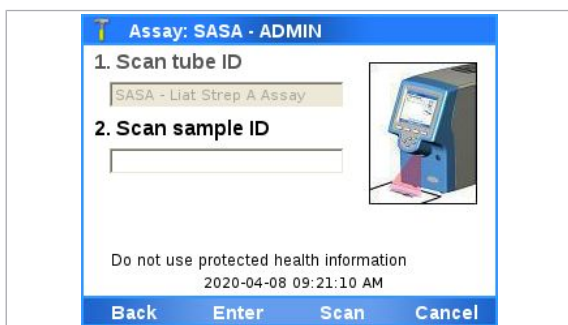 Assay: SASA - ADMIN
1. Scan tube ID
SASA - Liat Strep A Assay
2. Scan sample ID
Do not use protected health information
2020-04-08 09:21:10 AM
Back Enter Scan Cancel